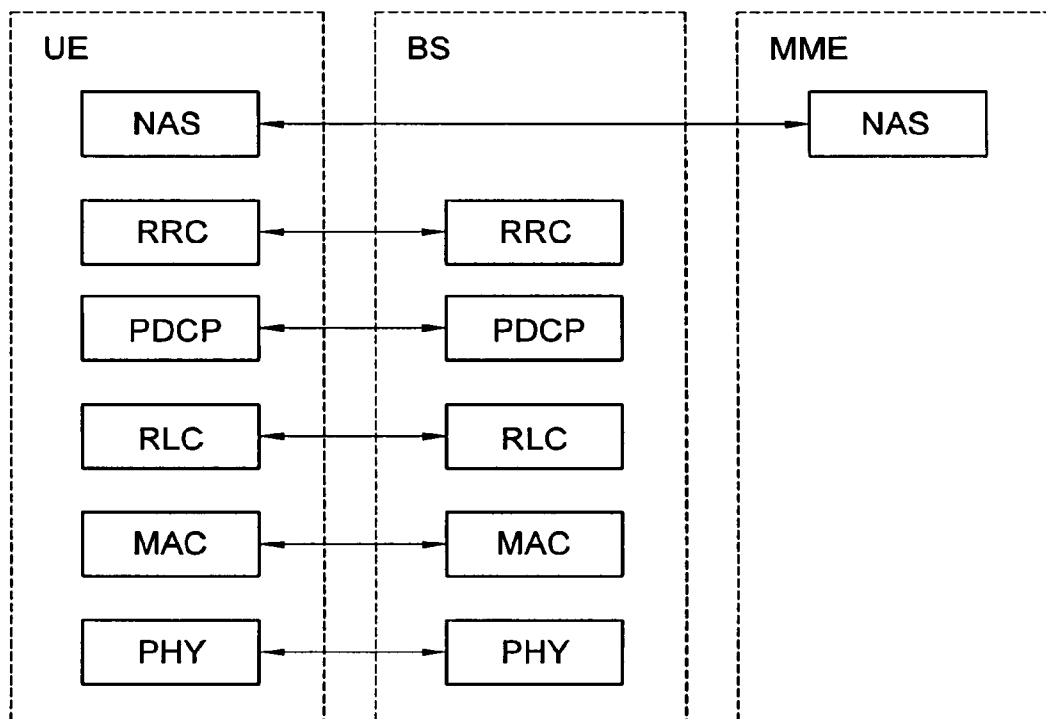 UE BS MME
NAS NAS
RRC RRC
PDCP PDCP
RLC RLC
MAC MAC
PHY PHY